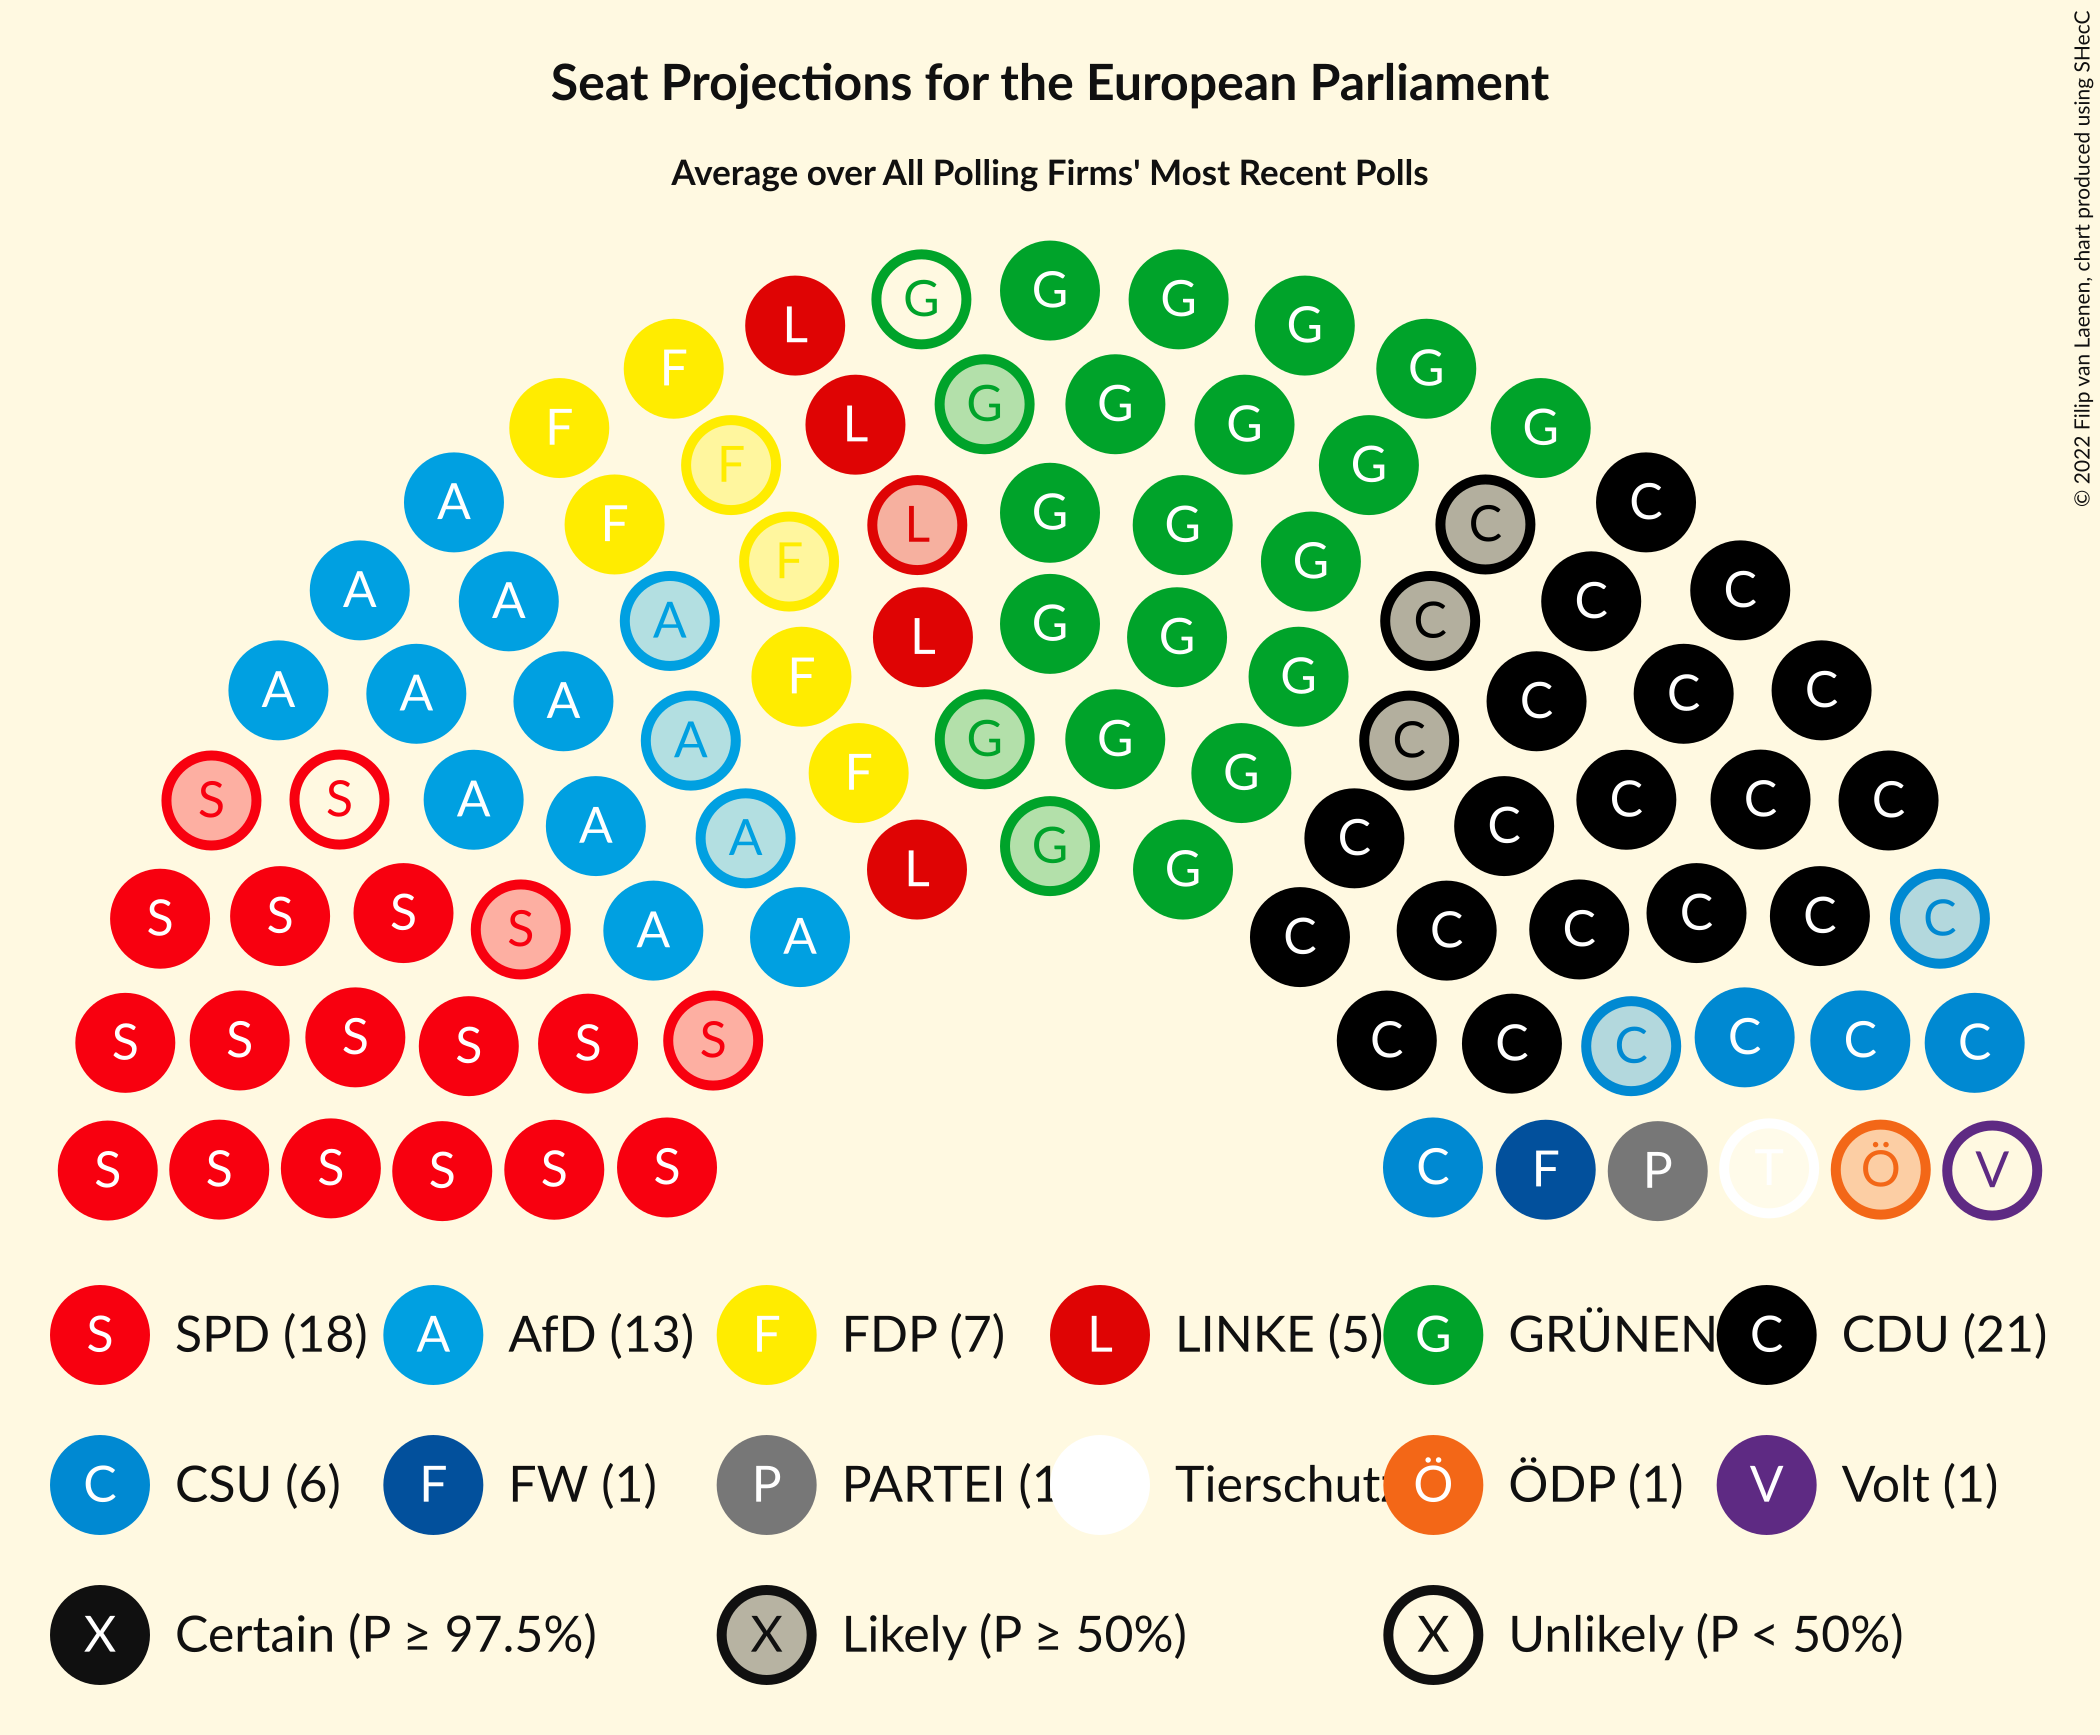 Seat Projections for the European Parliament
Average over All Polling Firms' Most Recent Polls
© 2022 Filip van Laenen, chart produced using SHecC
G G G G
L G
F G
F L G G G G
F G
A F L G G G C C
A A F G C C
A F L G G C C
A A A F G G C C C
A G G G C
S S A A A F G C C C C C
S S S S A A L G G C C C C C C C
S S S S S S C C C C C C
S S S S S S C F P T Ö V
S SPD (18) A AfD (13) F FDP (7) L LINKE (5) G GRÜNEN C CDU (21)
C CSU (6) F FW (1) P PARTEI (1 Tierschutz Ö ÖDP (1) V Volt (1)
X Certain (P ≥ 97.5%) X Likely (P ≥ 50%) X Unlikely (P < 50%)